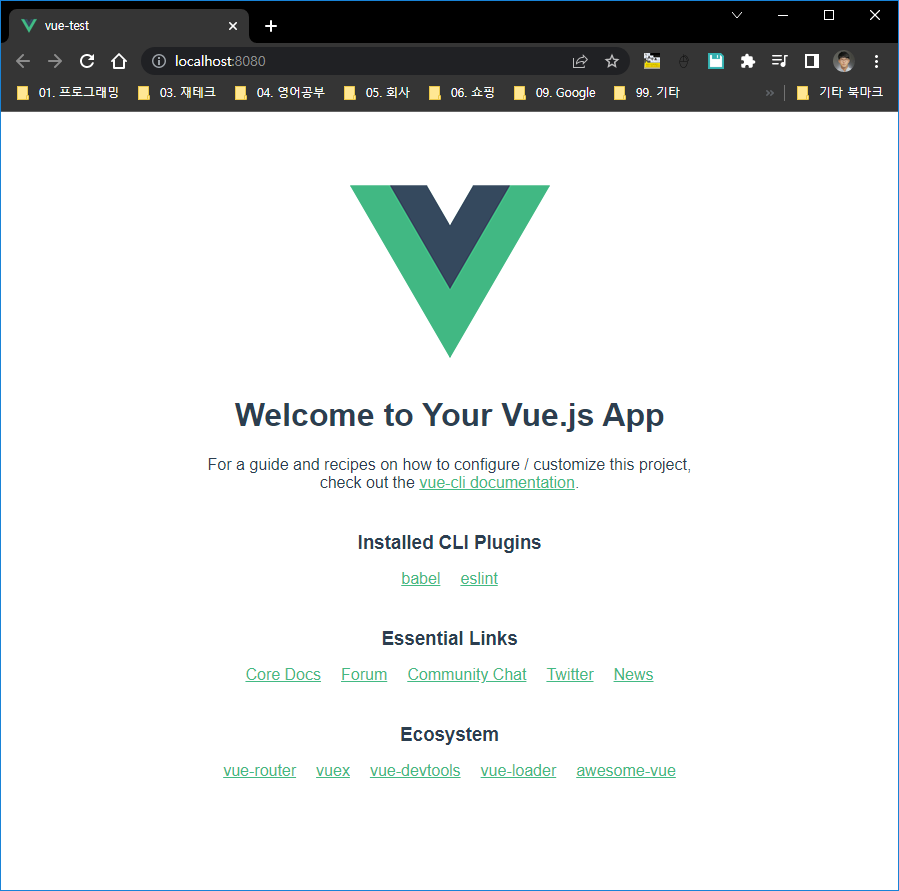 vue-test
localhost:8080
01. 프로그래밍 03. 재테크 04. 영어공부 05. 회사 06. 쇼핑 09. Google 99. 기타 » 기타 북마크
Welcome to Your Vue.js App
For a guide and recipes on how to configure / customize this project,
check out the vue-cli documentation.
Installed CLI Plugins
babel eslint
Essential Links
Core Docs Forum Community Chat Twitter News
Ecosystem
vue-router vuex vue-devtools vue-loader awesome-vue